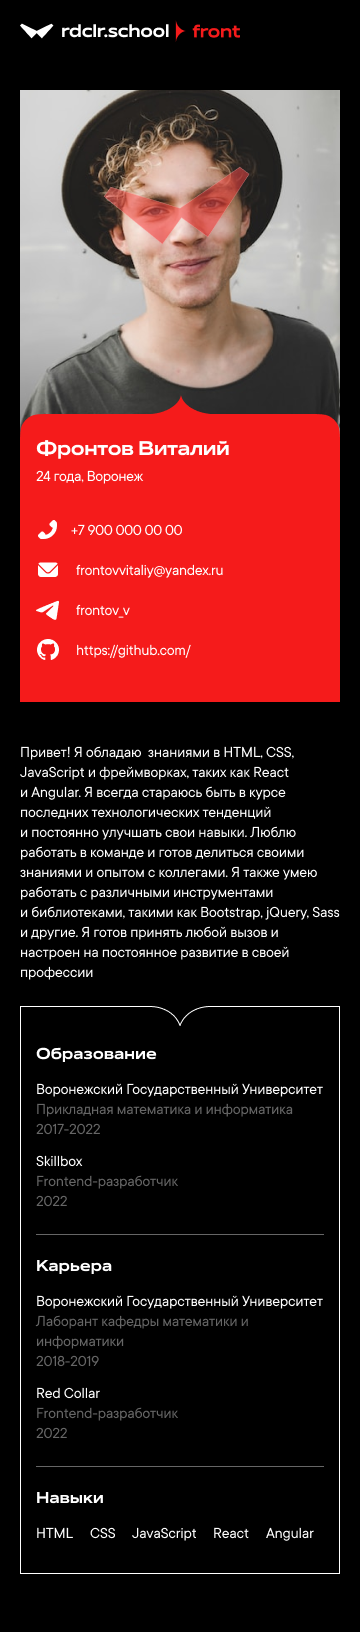 rdclr.school front
Фронтов Виталий
24 года, Воронеж
+7 900 000 00 00
frontovvitaliy@yandex.ru
frontov_v
https://github.com/
Привет! Я обладаю  знаниями в HTML, CSS,
JavaScript и фреймворках, таких как React
и Angular. Я всегда стараюсь быть в курсе
последних технологических тенденций
и постоянно улучшать свои навыки. Люблю
работать в команде и готов делиться своими
знаниями и опытом с коллегами. Я также умею
работать с различными инструментами
и библиотеками, такими как Bootstrap, jQuery, Sass
и другие. Я готов принять любой вызов и
настроен на постоянное развитие в своей
профессии
Образование
Воронежский Государственный Университет
Прикладная математика и информатика
2017-2022
Skillbox
Frontend-разработчик
2022
Карьера
Воронежский Государственный Университет
Лаборант кафедры математики и
информатики
2018-2019
Red Collar
Frontend-разработчик
2022
Навыки
HTML CSS JavaScript React Angular